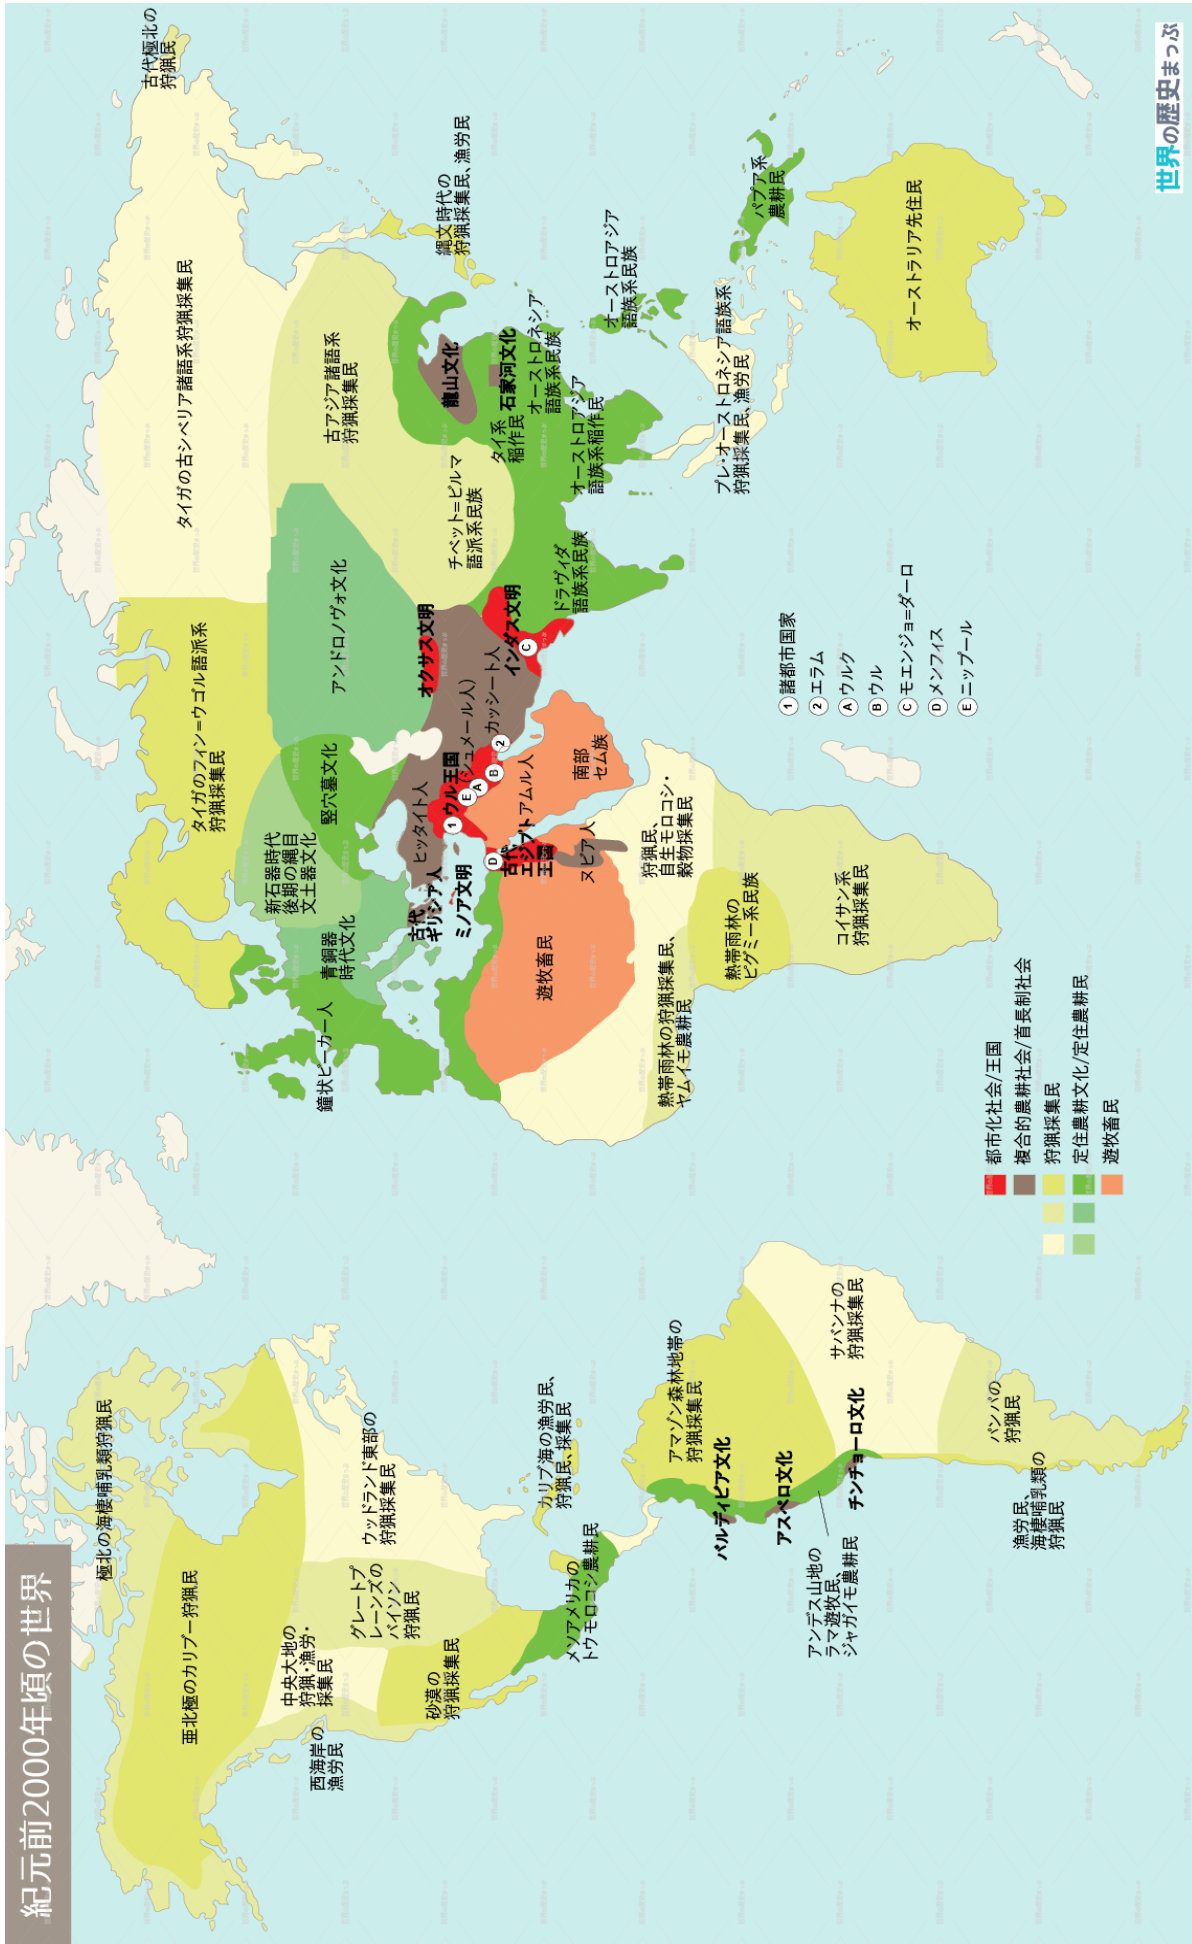 紀元前2000年頃の世界
極北の海棲哺乳類狩猟民
亜北極のカリブー狩猟民
中央大地の
狩猟・漁労・
採集民
西海岸の
漁労民
グレートプ
レーンズの
バイソン
狩猟民
ウッドランド東部の
狩猟採集民
砂漠の
狩猟採集民
カリブ海の漁労民、
狩猟民、採集民
メソアメリカの
トウモロコシ農耕民
アマゾン森林地帯の
狩猟採集民
バルディビア文化
アスペロ文化
チンチョーロ文化
アンデス山地の
ラマ遊牧民、
ジャガイモ農耕民
サバンナの
狩猟採集民
パンパの
狩猟民
漁労民、
海棲哺乳類の
狩猟民
古代極北の
狩猟民
タイガの古シベリア諸語系狩猟採集民
タイガのフィン=ウゴル語派系
狩猟採集民
古アジア諸語系
狩猟採集民
縄文時代の
狩猟採集民、漁労民
アンドロノヴォ文化
竪穴墓文化
新石器時代
後期の縄目
文土器文化
青銅器
時代文化
鐘状ビーカー人
古代
ギリシア人
ミノア文明
ヒッタイト人
ウル王国
(シュメール人)
カッシート人
オクサス文明
インダス文明
チベット=ビルマ
語派系民族
ドラヴィダ
語族系民族
龍山文化
石家河文化
タイ系
稲作民
オーストロネシア
語族系民族
オーストロアジア
語族系稲作民
オーストロアジア
語族系民族
プレ・オーストロネシア語族系
狩猟採集民、漁労民
パプア系
農耕民
オーストラリア先住民
古代
エジプト
王国
アムル人
南部
セム族
ヌビア人
遊牧畜民
狩猟民、
自生モロコシ・
穀物採集民
熱帯雨林の狩猟採集民、
ヤムイモ農耕民
熱帯雨林の
ピグミー系民族
コイサン系
狩猟採集民
1
2
A
B
C
D
E
1 諸都市国家
2 エラム
A ウルク
B ウル
C モエンジョ=ダーロ
D メンフィス
E ニップール
都市化社会/王国
複合的農耕社会/首長制社会
狩猟採集民
定住農耕文化/定住農耕民
遊牧畜民
世界の歴史まっぷ